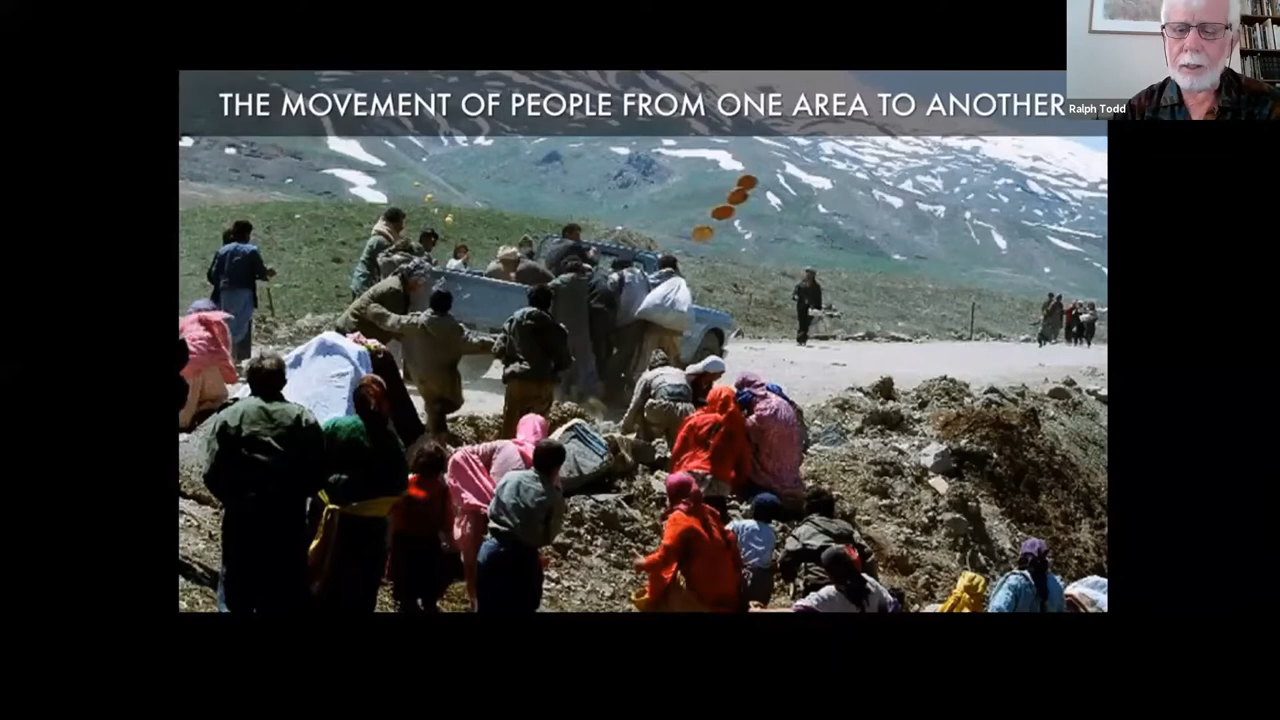 THE MOVEMENT OF PEOPLE FROM ONE AREA TO ANOTHER
Ralph Todd